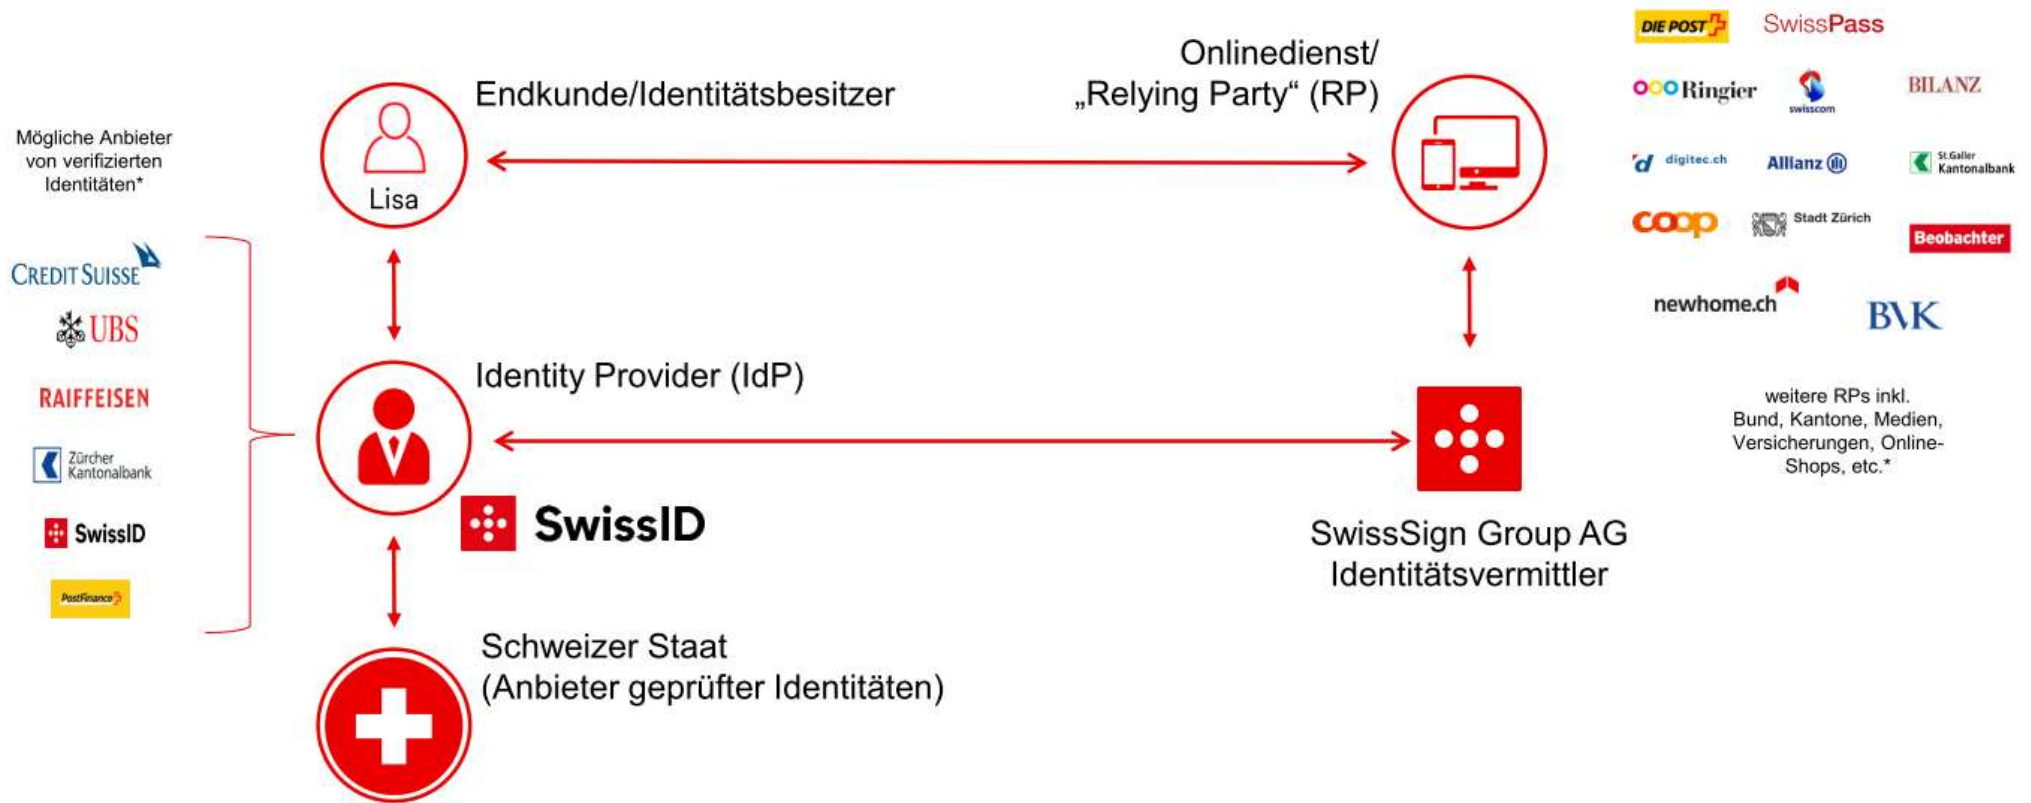 Mögliche Anbieter
von verifizierten
Identitäten*
CREDIT SUISSE
UBS
RAIFFEISEN
Zürcher
Kantonalbank
SwissID
PostFinance
Endkunde/Identitätsbesitzer
Lisa
Identity Provider (IdP)
SwissID
Schweizer Staat
(Anbieter geprüfter Identitäten)
Onlinedienst/
„Relying Party“ (RP)
SwissSign Group AG
Identitätsvermittler
DIE POST
SwissPass
Ringier
swisscom
BILANZ
digitec.ch
Allianz
St.Galler
Kantonalbank
coop
Stadt Zürich
Beobachter
newhome.ch
BVK
weitere RPs inkl.
Bund, Kantone, Medien,
Versicherungen, Online-
Shops, etc.*